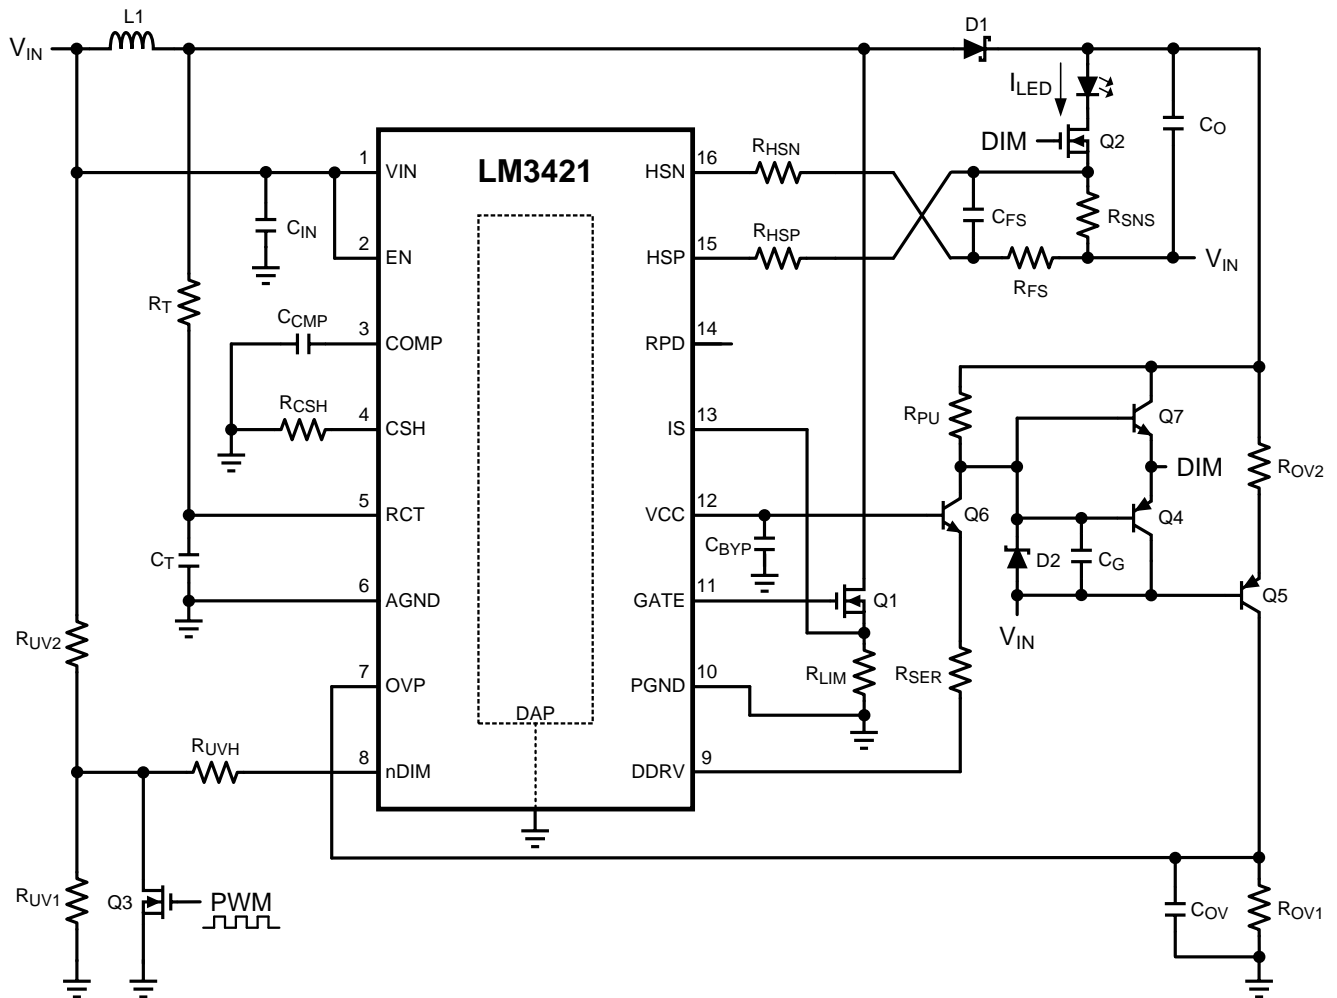 L1
D1
VIN
ILED
CO
DIM
Q2
RHSN
1
VIN
LM3421
HSN
16
CFS
RSNS
CIN
2
EN
HSP
15
RHSP
VIN
RFS
RT
CCMP
3
COMP
RPD
14
RCSH
4
CSH
IS
13
RPU
Q7
DIM
ROV2
5
RCT
VCC
12
Q6
Q4
CT
CBYP
D2
CG
6
AGND
GATE
11
Q1
Q5
VIN
RUV2
7
OVP
PGND
10
RLIM
RSER
DAP
RUVH
8
nDIM
DDRV
9
RUV1
Q3
PWM
COV
ROV1